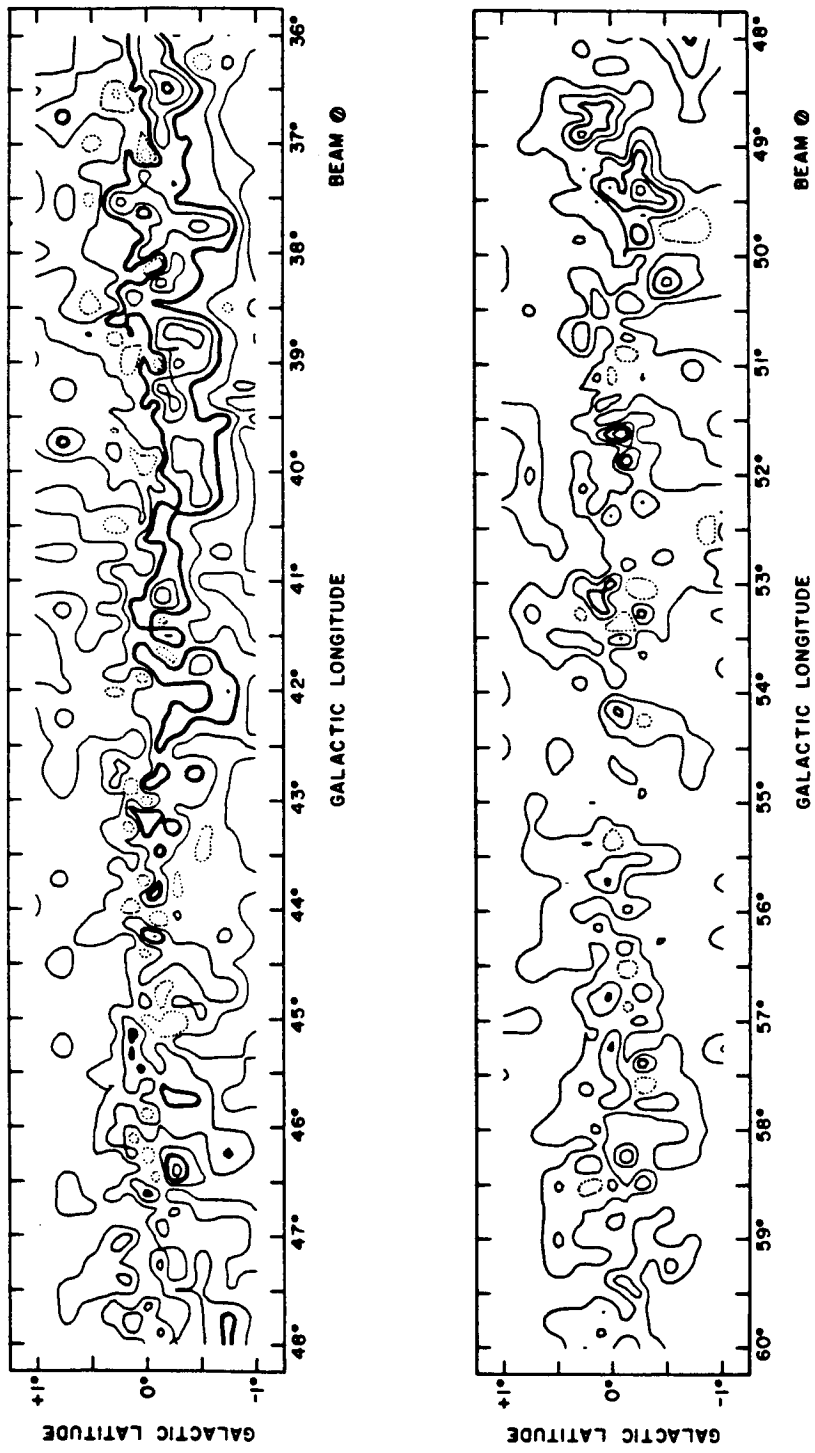 36° 37° 38° 39° 40° 41° 42° 43° 44° 45° 46° 47° 48°
+1° 0° -1°
GALACTIC LATITUDE
GALACTIC LONGITUDE
BEAM
48° 49° 50° 51° 52° 53° 54° 55° 56° 57° 58° 59° 60°
+1° 0° -1°
GALACTIC LATITUDE
GALACTIC LONGITUDE
BEAM